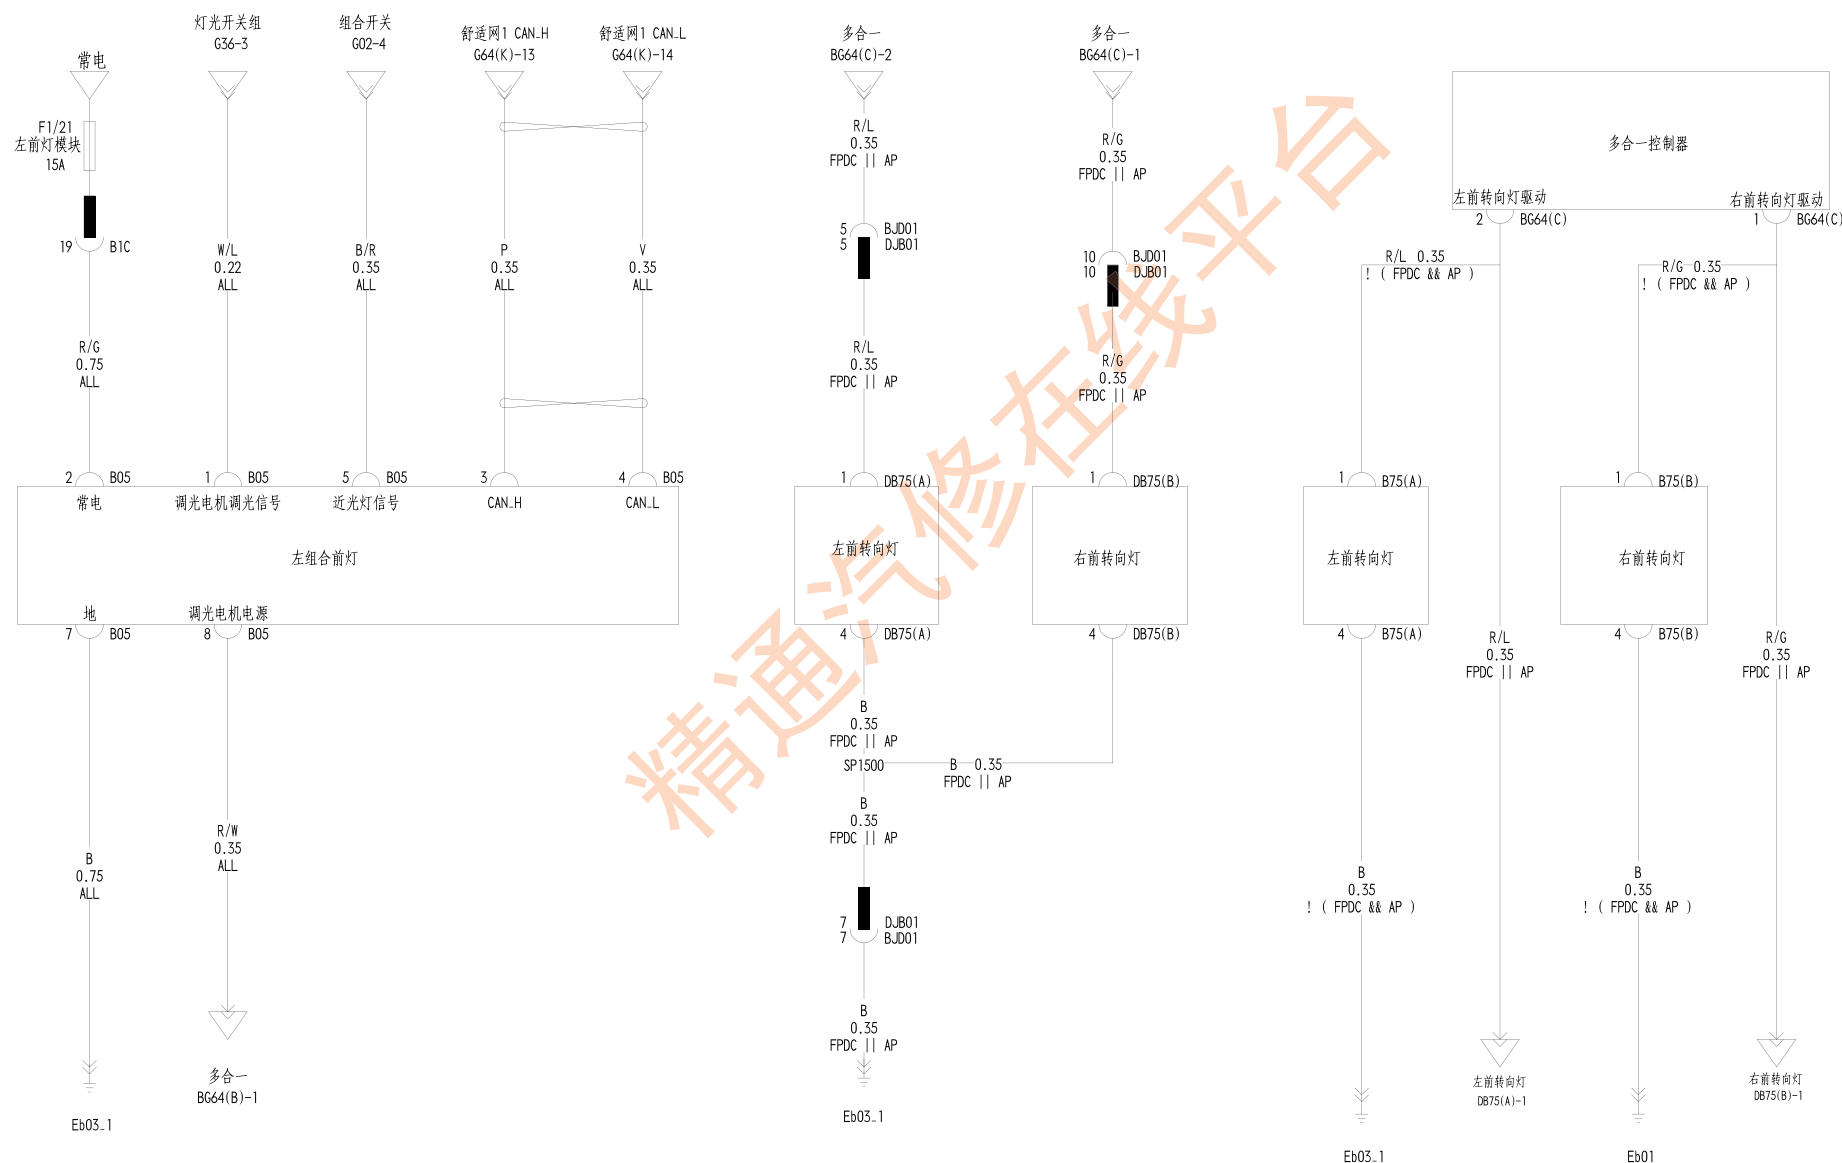 灯光开关组
G36-3
组合开关
G02-4
舒适网1 CAN_H
G64(K)-13
舒适网1 CAN_L
G64(K)-14
多合一
BG64(C)-2
多合一
BG64(C)-1
常电
F1/21
左前灯模块
15A
19 B1C
R/G
0.75
ALL
W/L
0.22
ALL
B/R
0.35
ALL
P
0.35
ALL
V
0.35
ALL
R/L
0.35
FPDC || AP
5 BJD01
5 DJB01
R/L
0.35
FPDC || AP
R/G
0.35
FPDC || AP
10 BJD01
10 DJB01
R/G
0.35
FPDC || AP
多合一控制器
左前转向灯驱动
2 BG64(C)
右前转向灯驱动
1 BG64(C)
R/L 0.35
! ( FPDC && AP )
R/G 0.35
! ( FPDC && AP )
2 B05
1 B05
5 B05
3
4 B05
常电
调光电机调光信号
近光灯信号
CAN_H
CAN_L
左组合前灯
地
调光电机电源
7 B05
8 B05
1 DB75(A)
左前转向灯
4 DB75(A)
1 DB75(B)
右前转向灯
4 DB75(B)
1 B75(A)
左前转向灯
4 B75(A)
1 B75(B)
右前转向灯
4 B75(B)
R/L
0.35
FPDC || AP
R/G
0.35
FPDC || AP
B
0.35
FPDC || AP
SP1500
B 0.35
FPDC || AP
B
0.35
FPDC || AP
7 DJB01
7 BJD01
B
0.35
FPDC || AP
Eb03_1
B
0.75
ALL
Eb03_1
R/W
0.35
ALL
多合一
BG64(B)-1
B
0.35
! ( FPDC && AP )
Eb03_1
B
0.35
! ( FPDC && AP )
Eb01
左前转向灯
DB75(A)-1
右前转向灯
DB75(B)-1
精通汽修在线平台